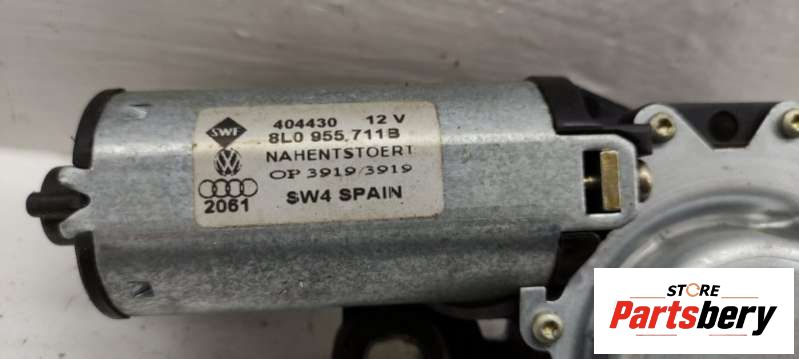 SWF
404430 12 V
8L0 955.711B
NAHENTSTOERT
OP 3919/3919
2061
SW4 SPAIN
STORE
Partsbery